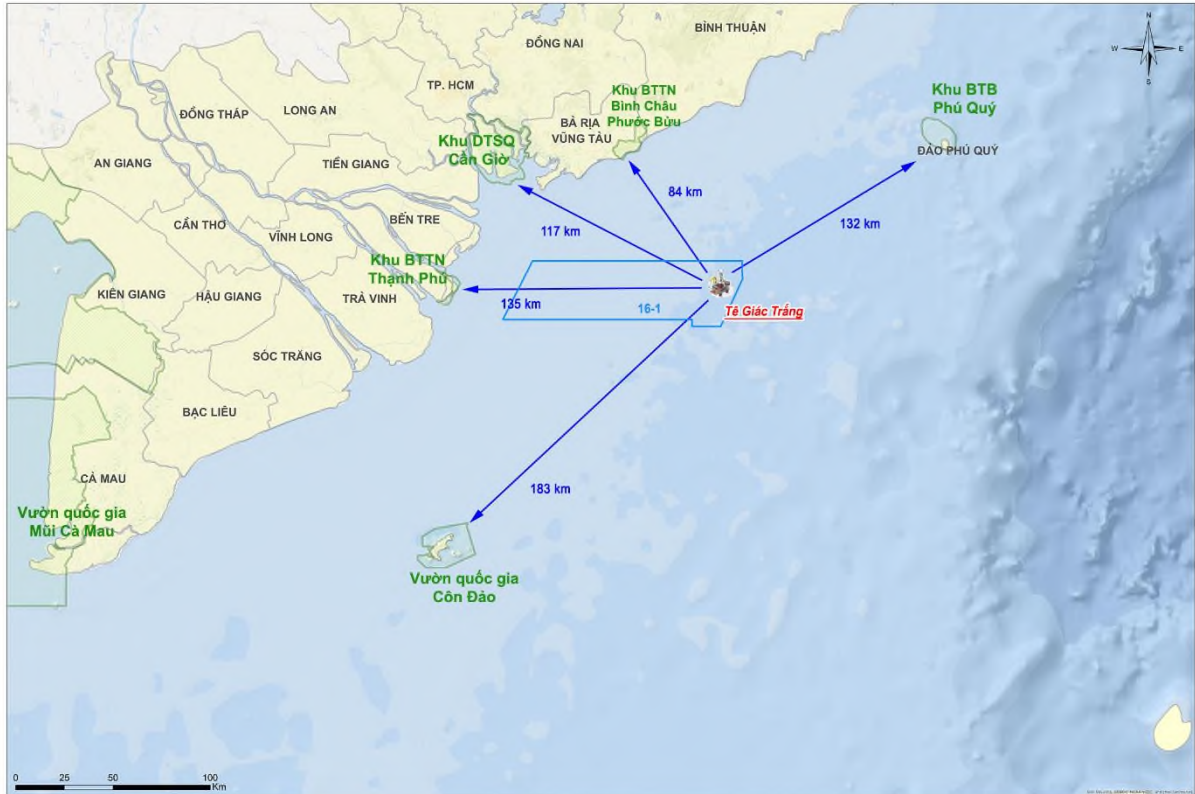 BÌNH THUẬN
N
W
E
S
ĐỒNG NAI
TP. HCM
Khu BTTN
Bình Châu
Phước Bửu
Khu BTB
Phú Quý
ĐỒNG THÁP
LONG AN
BÀ RỊA
VŨNG TÀU
Khu DTSQ
Cần Giờ
ĐẢO PHÚ QUÝ
AN GIANG
TIỀN GIANG
84 km
CẦN THƠ
BẾN TRE
132 km
117 km
VĨNH LONG
Khu BTTN
Thạnh Phú
KIÊN GIANG
HẬU GIANG
TRÀ VINH
135 km
16-1
Tê Giác Trắng
SÓC TRĂNG
BẠC LIÊU
CÀ MAU
183 km
Vườn quốc gia
Mũi Cà Mau
Vườn quốc gia
Côn Đảo
0 25 50 100
Km